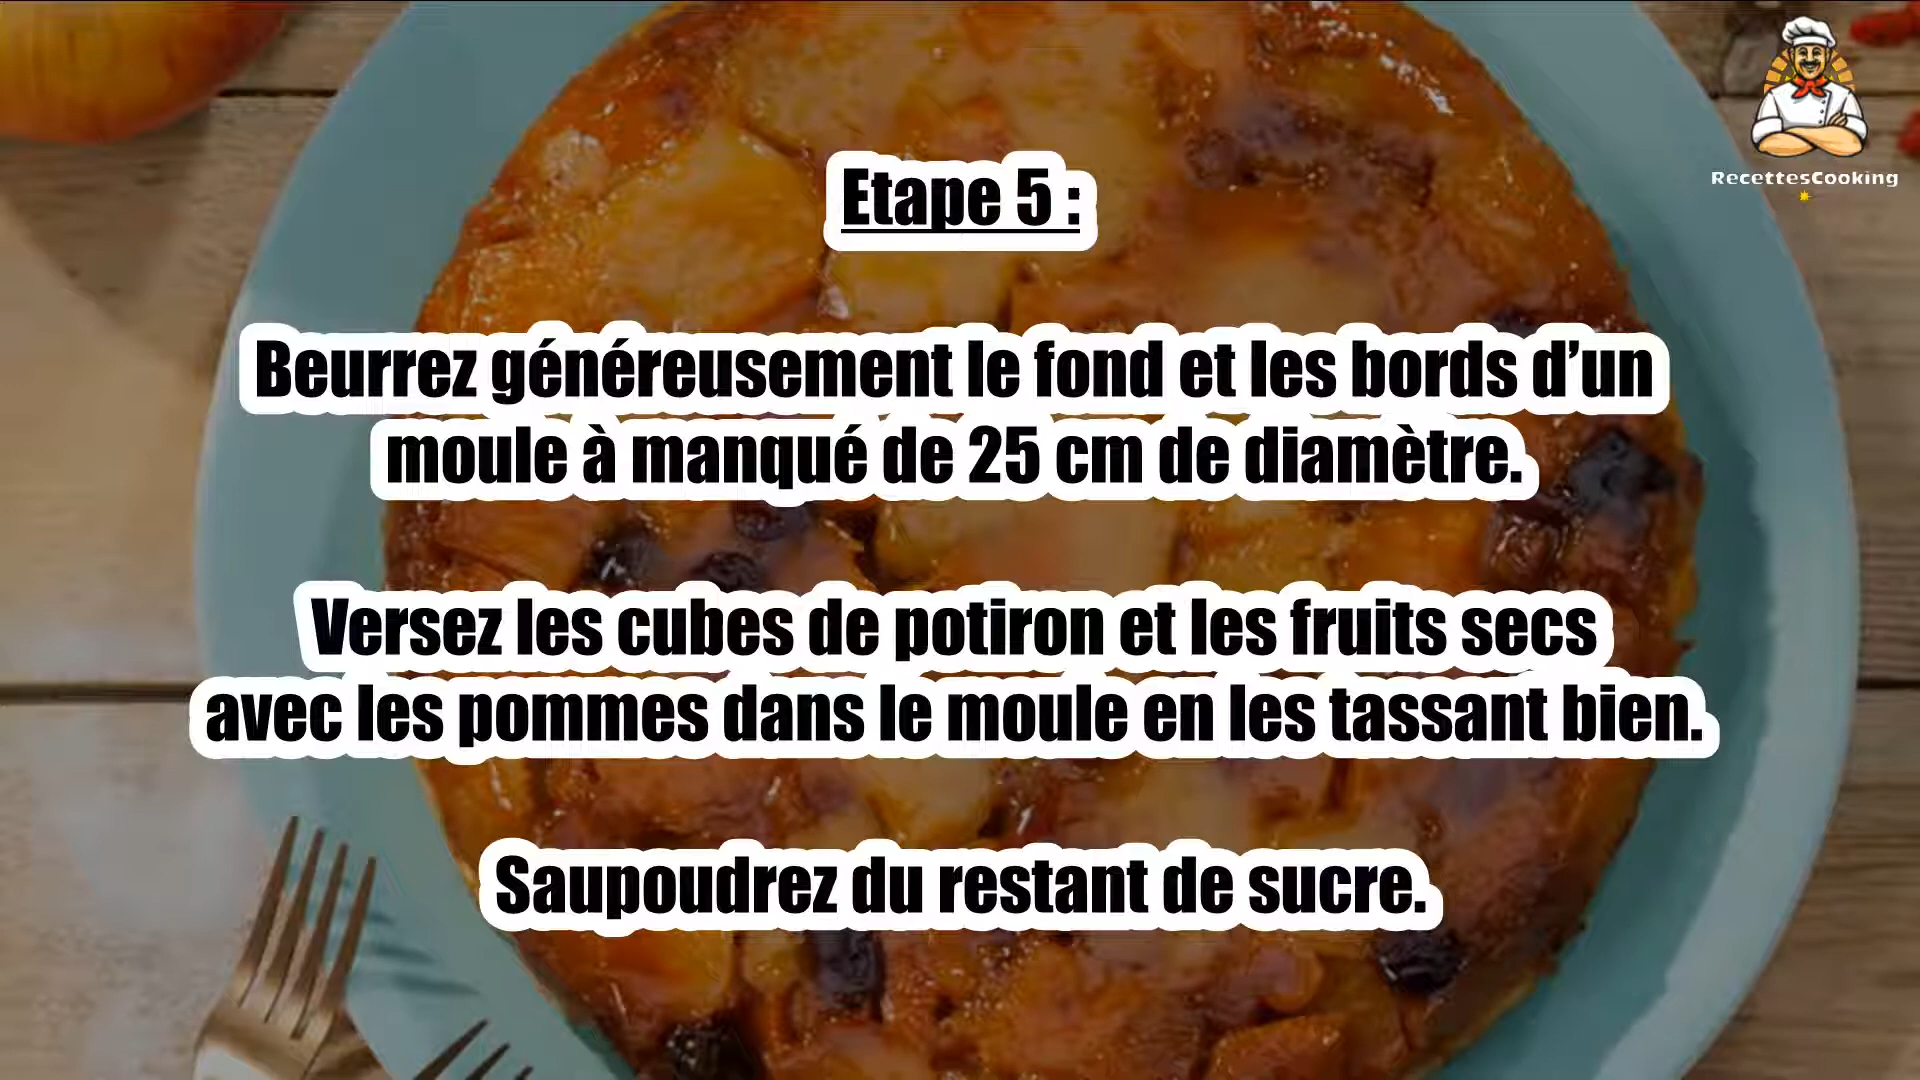 RecettesCooking
Etape 5 :
Beurrez généreusement le fond et les bords d’un
moule à manqué de 25 cm de diamètre.
Versez les cubes de potiron et les fruits secs
avec les pommes dans le moule en les tassant bien.
Saupoudrez du restant de sucre.